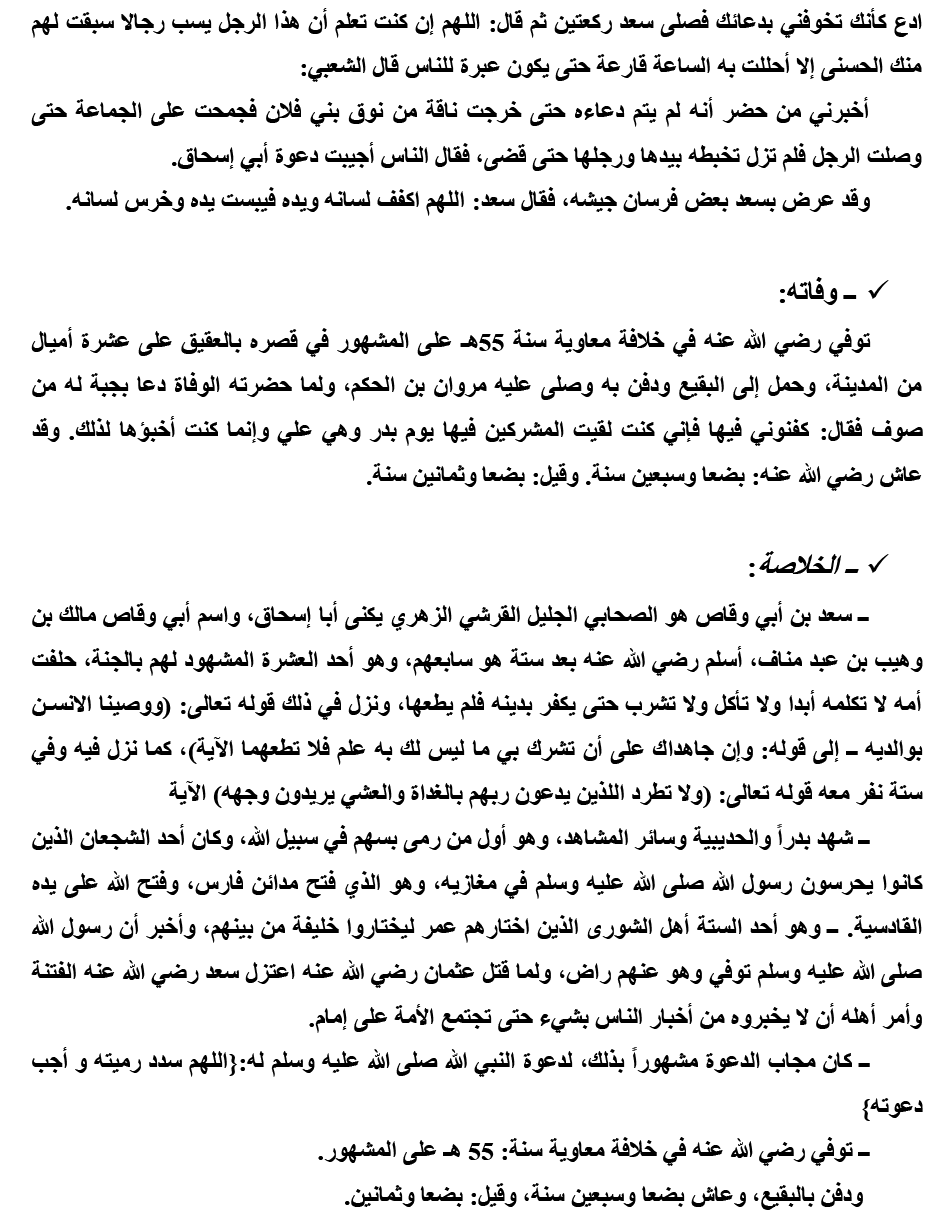 ادع كأنك تخوفني بدعائك فصلى سعد ركعتين ثم قال: اللهم إن كنت تعلم أن هذا الرجل يسب رجالا سبقت لهم
منك الحسنى إلا أحللت به الساعة قارعة حتى يكون عبرة للناس قال الشعبي:
أخبرني من حضر أنه لم يتم دعاءه حتى خرجت ناقة من نوق بني فلان فجمحت على الجماعة حتى
وصلت الرجل فلم تزل تخبطه بيدها ورجلها حتى قضى، فقال الناس أجيبت دعوة أبي إسحاق.
وقد عرض بسعد بعض فرسان جيشه، فقال سعد: اللهم اكفف لسانه ويده فيبست يده وخرس لسانه.
✓ ـ وفاته:
توفي رضي الله عنه في خلافة معاوية سنة 55هـ على المشهور في قصره بالعقيق على عشرة أميال
من المدينة، وحمل إلى البقيع ودفن به وصلى عليه مروان بن الحكم، ولما حضرته الوفاة دعا بجبة له من
صوف فقال: كفنوني فيها فإني كنت لقيت المشركين فيها يوم بدر وهي علي وإنما كنت أخبؤها لذلك. وقد
عاش رضي الله عنه: بضعا وسبعين سنة. وقيل: بضعا وثمانين سنة.
✓ ـ الخلاصة:
ـ سعد بن أبي وقاص هو الصحابي الجليل القرشي الزهري يكنى أبا إسحاق، واسم أبي وقاص مالك بن
وهيب بن عبد مناف، أسلم رضي الله عنه بعد ستة هو سابعهم، وهو أحد العشرة المشهود لهم بالجنة، حلفت
أمه لا تكلمه أبدا ولا تأكل ولا تشرب حتى يكفر بدينه فلم يطعها، ونزل في ذلك قوله تعالى: (ووصينا الانسـن
بوالديه ـ إلى قوله: وإن جاهداك على أن تشرك بي ما ليس لك به علم فلا تطعهما الآية)، كما نزل فيه وفي
ستة نفر معه قوله تعالى: (ولا تطرد اللذين يدعون ربهم بالغداة والعشي يريدون وجهه) الآية
ـ شهد بدراً والحديبية وسائر المشاهد، وهو أول من رمى بسهم في سبيل الله، وكان أحد الشجعان الذين
كانوا يحرسون رسول الله صلى الله عليه وسلم في مغازيه، وهو الذي فتح مدائن فارس، وفتح الله على يده
القادسية. ـ وهو أحد الستة أهل الشورى الذين اختارهم عمر ليختاروا خليفة من بينهم، وأخبر أن رسول الله
صلى الله عليه وسلم توفي وهو عنهم راض، ولما قتل عثمان رضي الله عنه اعتزل سعد رضي الله عنه الفتنة
وأمر أهله أن لا يخبروه من أخبار الناس بشيء حتى تجتمع الأمة على إمام.
ـ كان مجاب الدعوة مشهوراً بذلك، لدعوة النبي الله صلى الله عليه وسلم له:{اللهم سدد رميته و أجب
دعوته}
ـ توفي رضي الله عنه في خلافة معاوية سنة: 55 هـ على المشهور.
ودفن بالبقيع، وعاش بضعا وسبعين سنة، وقيل: بضعا وثمانين.